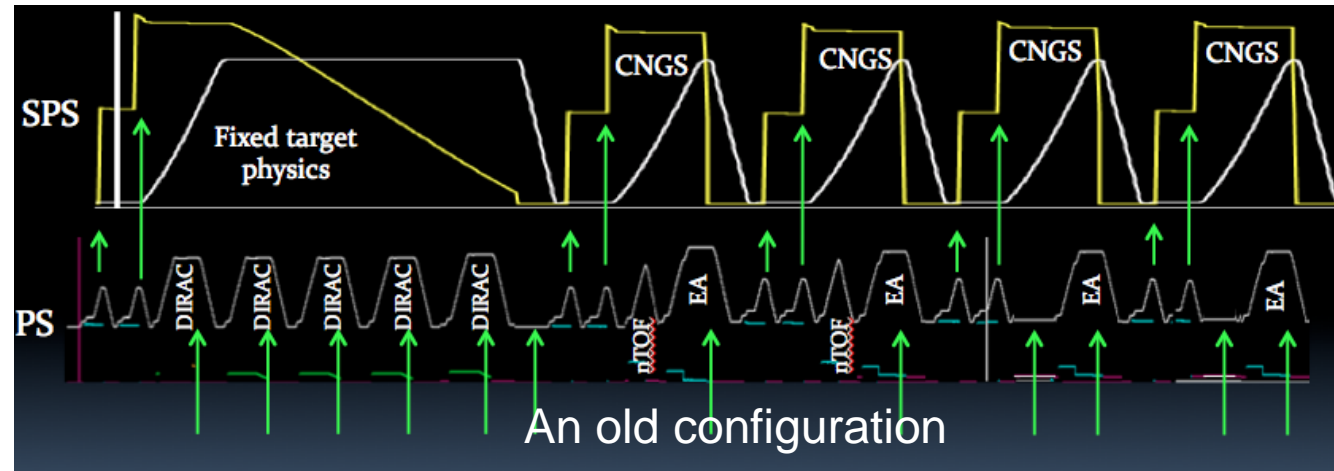 CNGS CNGS CNGS CNGS
SPS
Fixed target
physics
PS
DIRAC DIRAC DIRAC DIRAC DIRAC nTOF EA nTOF EA EA EA
An old configuration